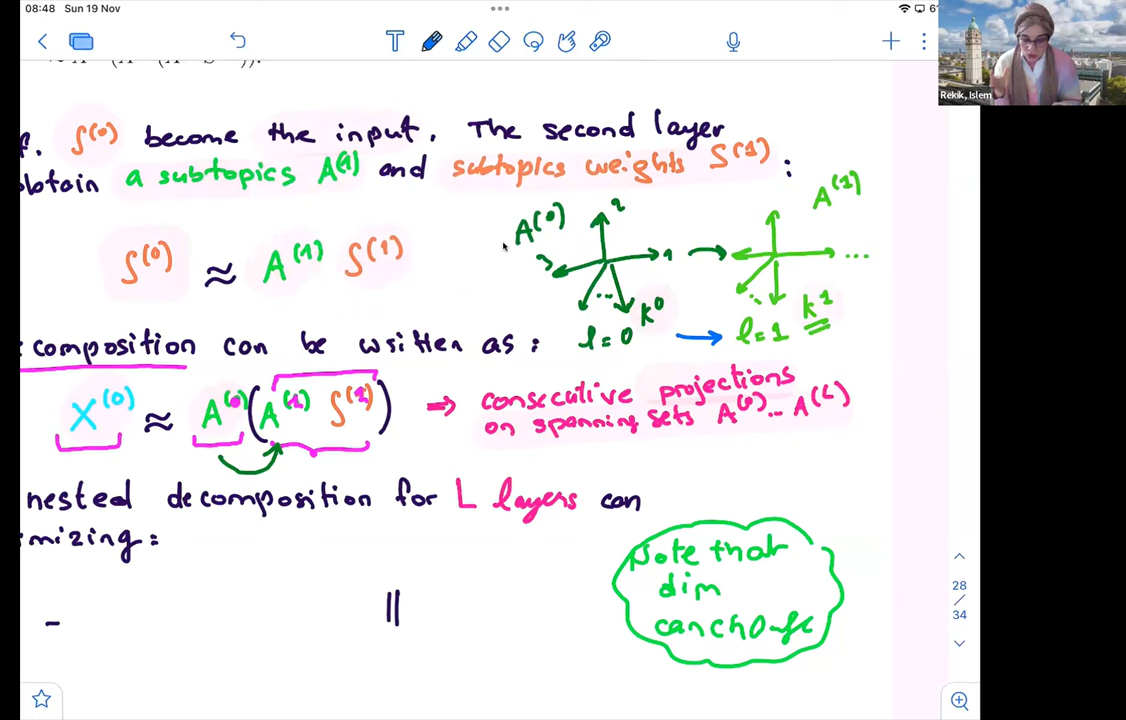 08:48 Sun 19 Nov
Rekik, Islem
S^(0) become the input. The second layer
obtain a subtopics A^(1) and subtopics weights S^(1) :
A^(0) 2 1 3 ... k^0 l=0
A^(1) ... k^1 l=1
S^(0) ≈ A^(1) S^(1)
composition can be written as :
X^(0) ≈ A^(0) ( A^(1) S^(1) ) ⇒ consecutive projections
on spanning sets A^(0)... A^(L)
nested decomposition for L layers can
mizing :
- ||
Note that
dim
can change
28
/
34